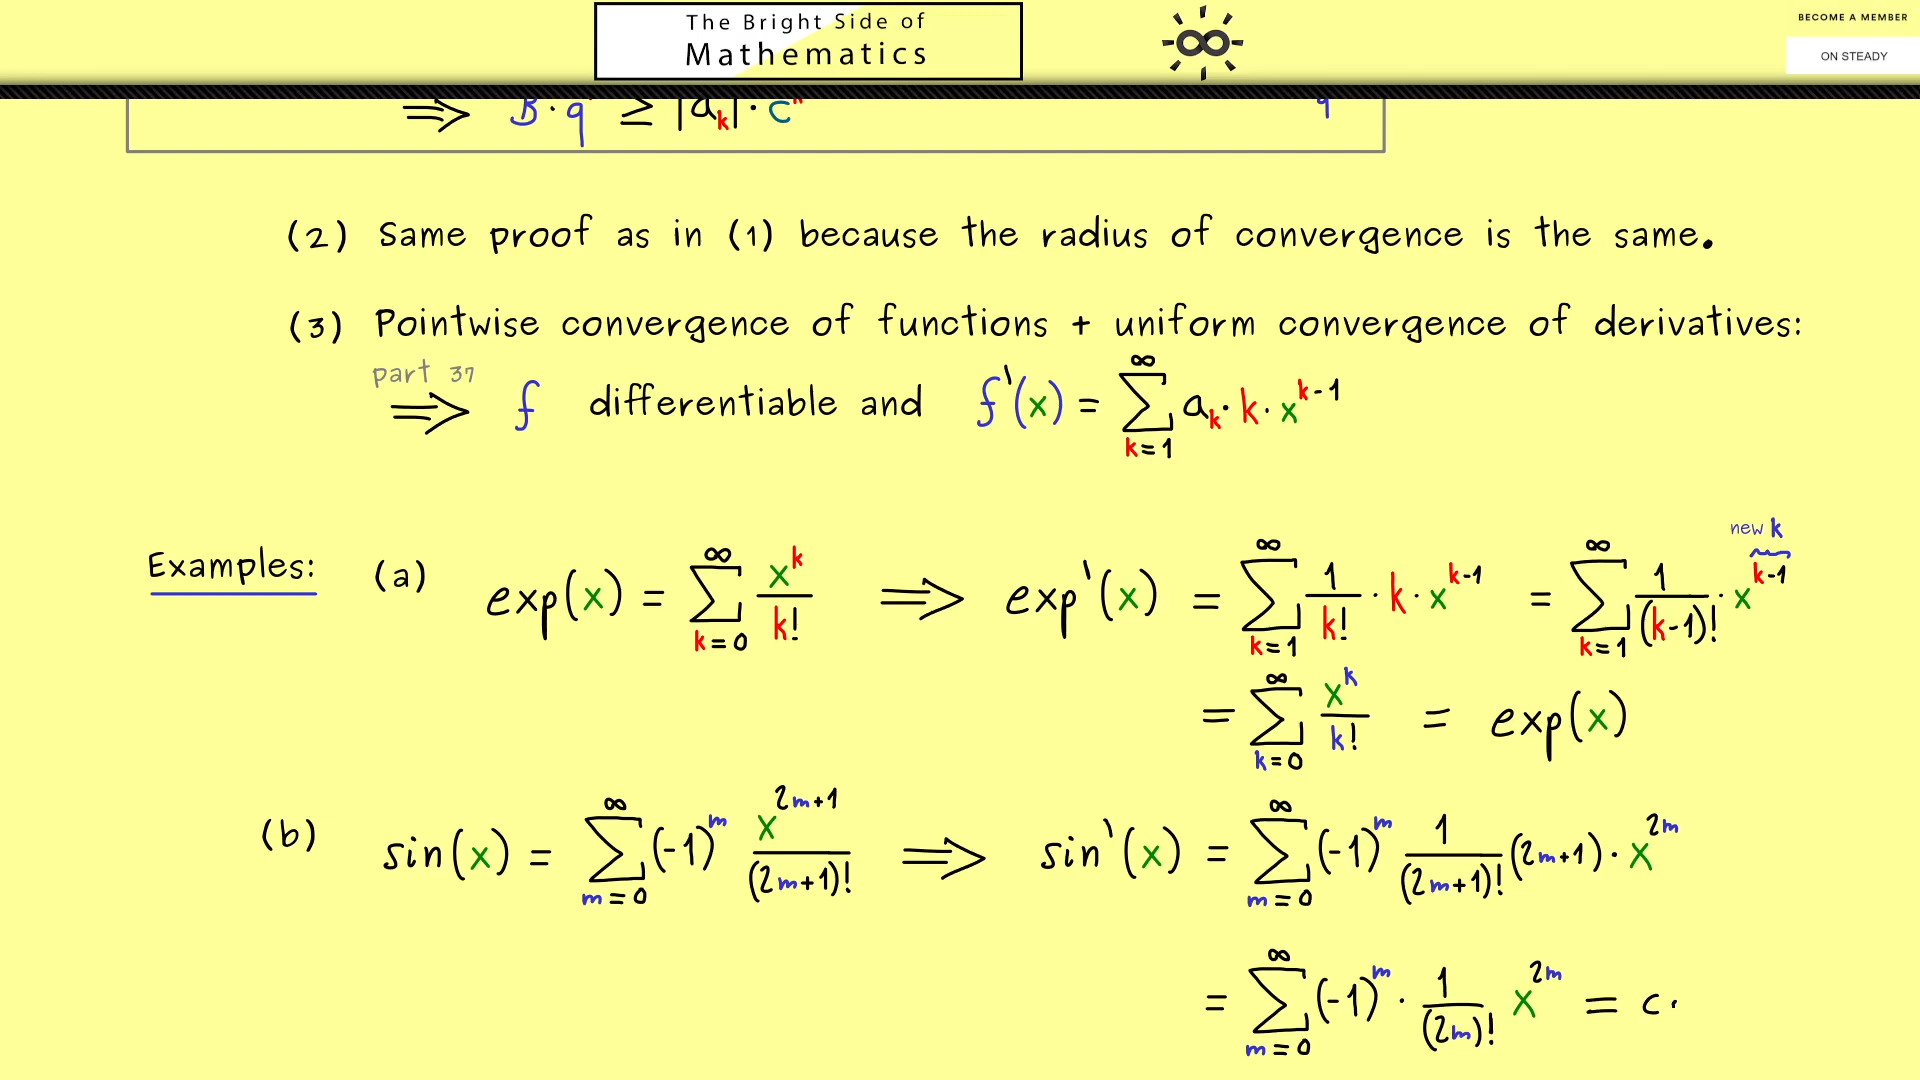 The Bright Side of
Mathematics
BECOME A MEMBER
ON STEADY
⟹ B · q ≥ |aₖ| · c
(2) Same proof as in (1) because the radius of convergence is the same.
(3) Pointwise convergence of functions + uniform convergence of derivatives:
part 37
⟹ f differentiable and f'(x) = ∑_{k=1}^{∞} aₖ · k · x^{k-1}
new k
Examples: (a) exp(x) = ∑_{k=0}^{∞} x^k / k! ⟹ exp'(x) = ∑_{k=1}^{∞} 1/k! · k · x^{k-1} = ∑_{k=1}^{∞} 1/(k-1)! · x^{k-1}
= ∑_{k=0}^{∞} x^k / k! = exp(x)
(b) sin(x) = ∑_{m=0}^{∞} (-1)^m x^{2m+1} / (2m+1)! ⟹ sin'(x) = ∑_{m=0}^{∞} (-1)^m 1/(2m+1)! (2m+1) · x^{2m}
= ∑_{m=0}^{∞} (-1)^m · 1/(2m)! x^{2m} = c